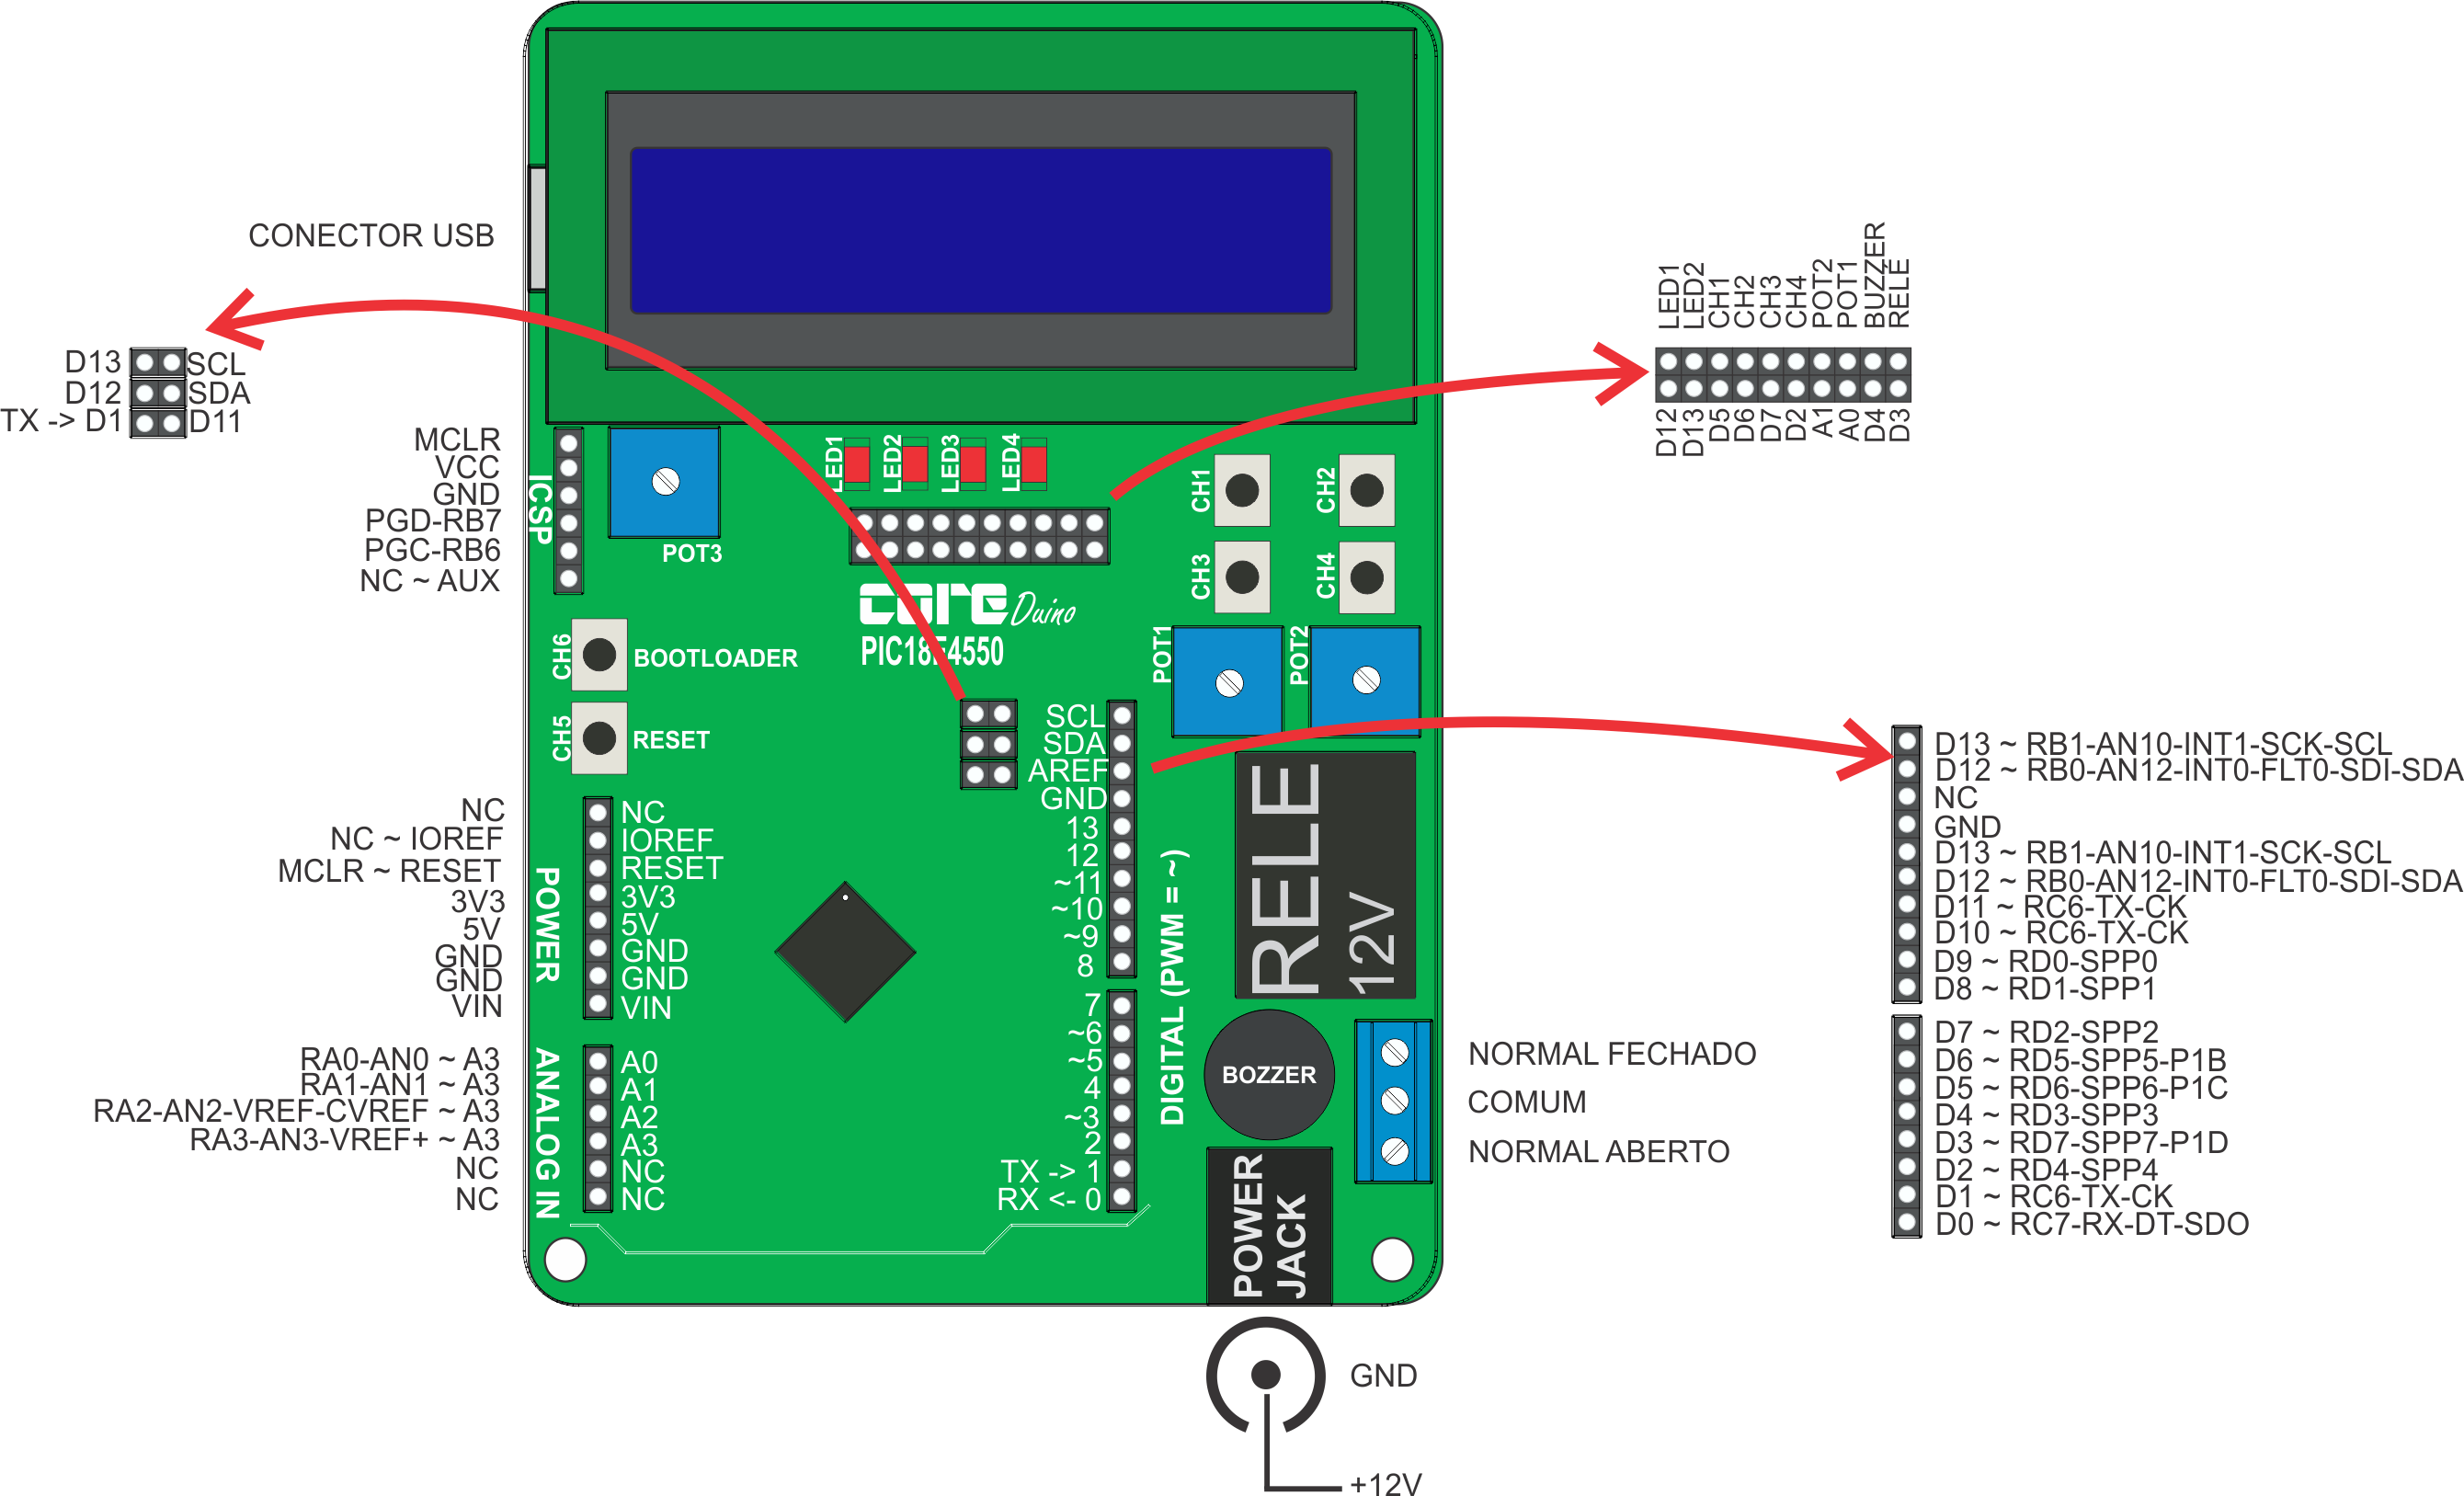 CONECTOR USB
D13 SCL
D12 SDA
TX -> D1 D11
LED1
LED2
CH1
CH2
CH3
CH4
POT2
POT1
BUZZER
RELÉ
D12
D13
D5
D6
D7
D2
A1
A0
D4
D3
MCLR
VCC
GND
PGD-RB7
PGC-RB6
NC ~ AUX
ICSP
POT3
LED1
LED2
LED3
LED4
CH1
CH2
CH3
CH4
core Duino
PIC18F4550
CH6
BOOTLOADER
CH5
RESET
POT1
POT2
NC
NC ~ IOREF
MCLR ~ RESET
3V3
5V
GND
GND
VIN
POWER
NC
IOREF
RESET
3V3
5V
GND
GND
VIN
RA0-AN0 ~ A3
RA1-AN1 ~ A3
RA2-AN2-VREF-CVREF ~ A3
RA3-AN3-VREF+ ~ A3
NC
NC
ANALOG IN
A0
A1
A2
A3
NC
NC
SCL
SDA
AREF
GND
13
12
~11
~10
~9
8
7
~6
~5
4
~3
2
TX -> 1
RX <- 0
DIGITAL (PWM = ~)
RELE
12V
BOZZER
NORMAL FECHADO
COMUM
NORMAL ABERTO
POWER
JACK
GND
+12V
D13 ~ RB1-AN10-INT1-SCK-SCL
D12 ~ RB0-AN12-INT0-FLT0-SDI-SDA
NC
GND
D13 ~ RB1-AN10-INT1-SCK-SCL
D12 ~ RB0-AN12-INT0-FLT0-SDI-SDA
D11 ~ RC6-TX-CK
D10 ~ RC6-TX-CK
D9 ~ RD0-SPP0
D8 ~ RD1-SPP1
D7 ~ RD2-SPP2
D6 ~ RD5-SPP5-P1B
D5 ~ RD6-SPP6-P1C
D4 ~ RD3-SPP3
D3 ~ RD7-SPP7-P1D
D2 ~ RD4-SPP4
D1 ~ RC6-TX-CK
D0 ~ RC7-RX-DT-SDO